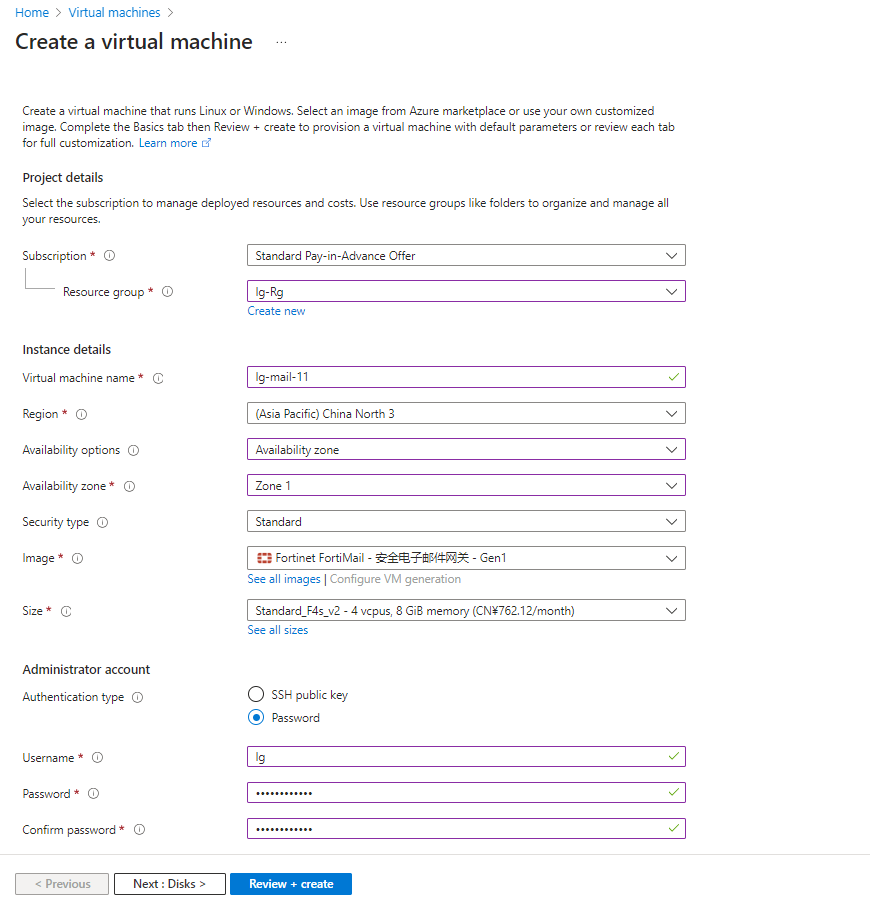 Home > Virtual machines >
Create a virtual machine ...
Create a virtual machine that runs Linux or Windows. Select an image from Azure marketplace or use your own customized
image. Complete the Basics tab then Review + create to provision a virtual machine with default parameters or review each tab
for full customization. Learn more
Project details
Select the subscription to manage deployed resources and costs. Use resource groups like folders to organize and manage all
your resources.
Subscription * Standard Pay-in-Advance Offer
Resource group * lg-Rg
Create new
Instance details
Virtual machine name * lg-mail-11
Region * (Asia Pacific) China North 3
Availability options Availability zone
Availability zone * Zone 1
Security type Standard
Image * Fortinet FortiMail - 安全电子邮件网关 - Gen1
See all images | Configure VM generation
Size * Standard_F4s_v2 - 4 vcpus, 8 GiB memory (CN¥762.12/month)
See all sizes
Administrator account
Authentication type SSH public key
Password
Username * lg
Password * ••••••••••••
Confirm password * ••••••••••••
< Previous Next : Disks > Review + create